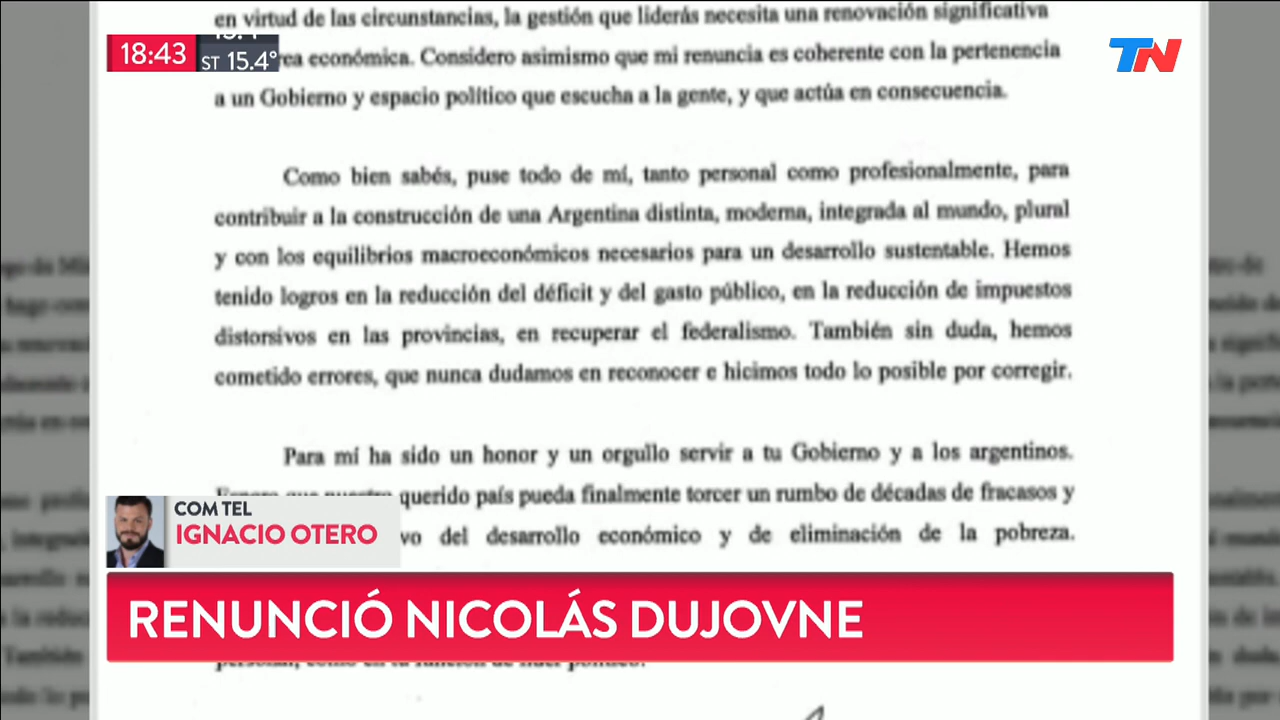 en virtud de las circunstancias, la gestión que liderás necesita una renovación significativa
18:43
ST 15.4°
TN
económica. Considero asimismo que mi renuncia es coherente con la pertenencia
a un Gobierno y espacio político que escucha a la gente, y que actúa en consecuencia.
Como bien sabés, puse todo de mí, tanto personal como profesionalmente, para
contribuir a la construcción de una Argentina distinta, moderna, integrada al mundo, plural
y con los equilibrios macroeconómicos necesarios para un desarrollo sustentable. Hemos
tenido logros en la reducción del déficit y del gasto público, en la reducción de impuestos
distorsivos en las provincias, en recuperar el federalismo. También sin duda, hemos
cometido errores, que nunca dudamos en reconocer e hicimos todo lo posible por corregir.
Para mí ha sido un honor y un orgullo servir a tu Gobierno y a los argentinos.
querido país pueda finalmente torcer un rumbo de décadas de fracasos y
vo del desarrollo económico y de eliminación de la pobreza.
COM TEL
IGNACIO OTERO
RENUNCIÓ NICOLÁS DUJOVNE